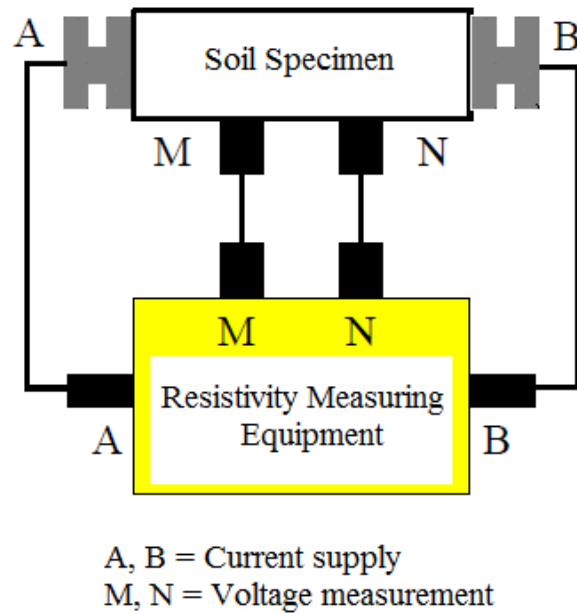 A
Soil Specimen
B
M
N
M
N
Resistivity Measuring
Equipment
A
B
A, B = Current supply
M, N = Voltage measurement